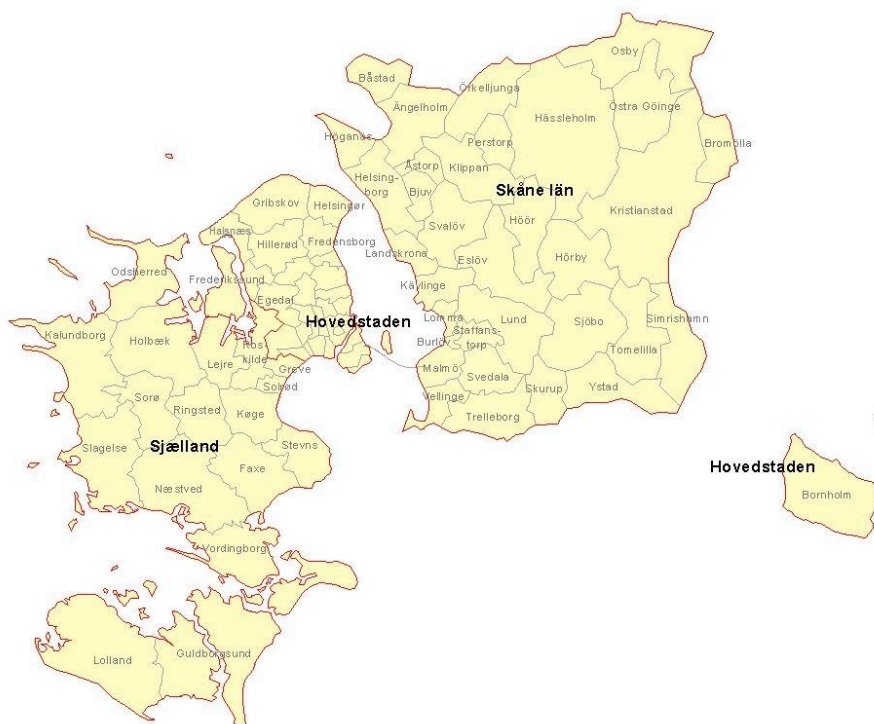 Osby
Båstad
Örkelljunga
Ängelholm
Hässleholm
Östra Göinge
Höganäs
Perstorp
Bromölla
Åstorp
Klippan
Helsing-
borg
Bjuv
Skåne län
Kristianstad
Gribskov
Helsingør
Höör
Svalöv
Halsnæs
Hillerød
Fredensborg
Landskrona
Eslöv
Hörby
Odsherred
Frederikssund
Kävlinge
Egedal
Hovedstaden
Lomma
Lund
Sjöbo
Simrishamn
Kalundborg
Holbæk
Ros-
kilde
Staffans-
torp
Burlöv
Tomelilla
Lejre
Greve
Malmö
Svedala
Solrød
Skurup
Ystad
Sorø
Vellinge
Ringsted
Køge
Trelleborg
Slagelse
Sjælland
Stevns
Faxe
Hovedstaden
Næstved
Bornholm
Vordingborg
Lolland
Guldborgsund